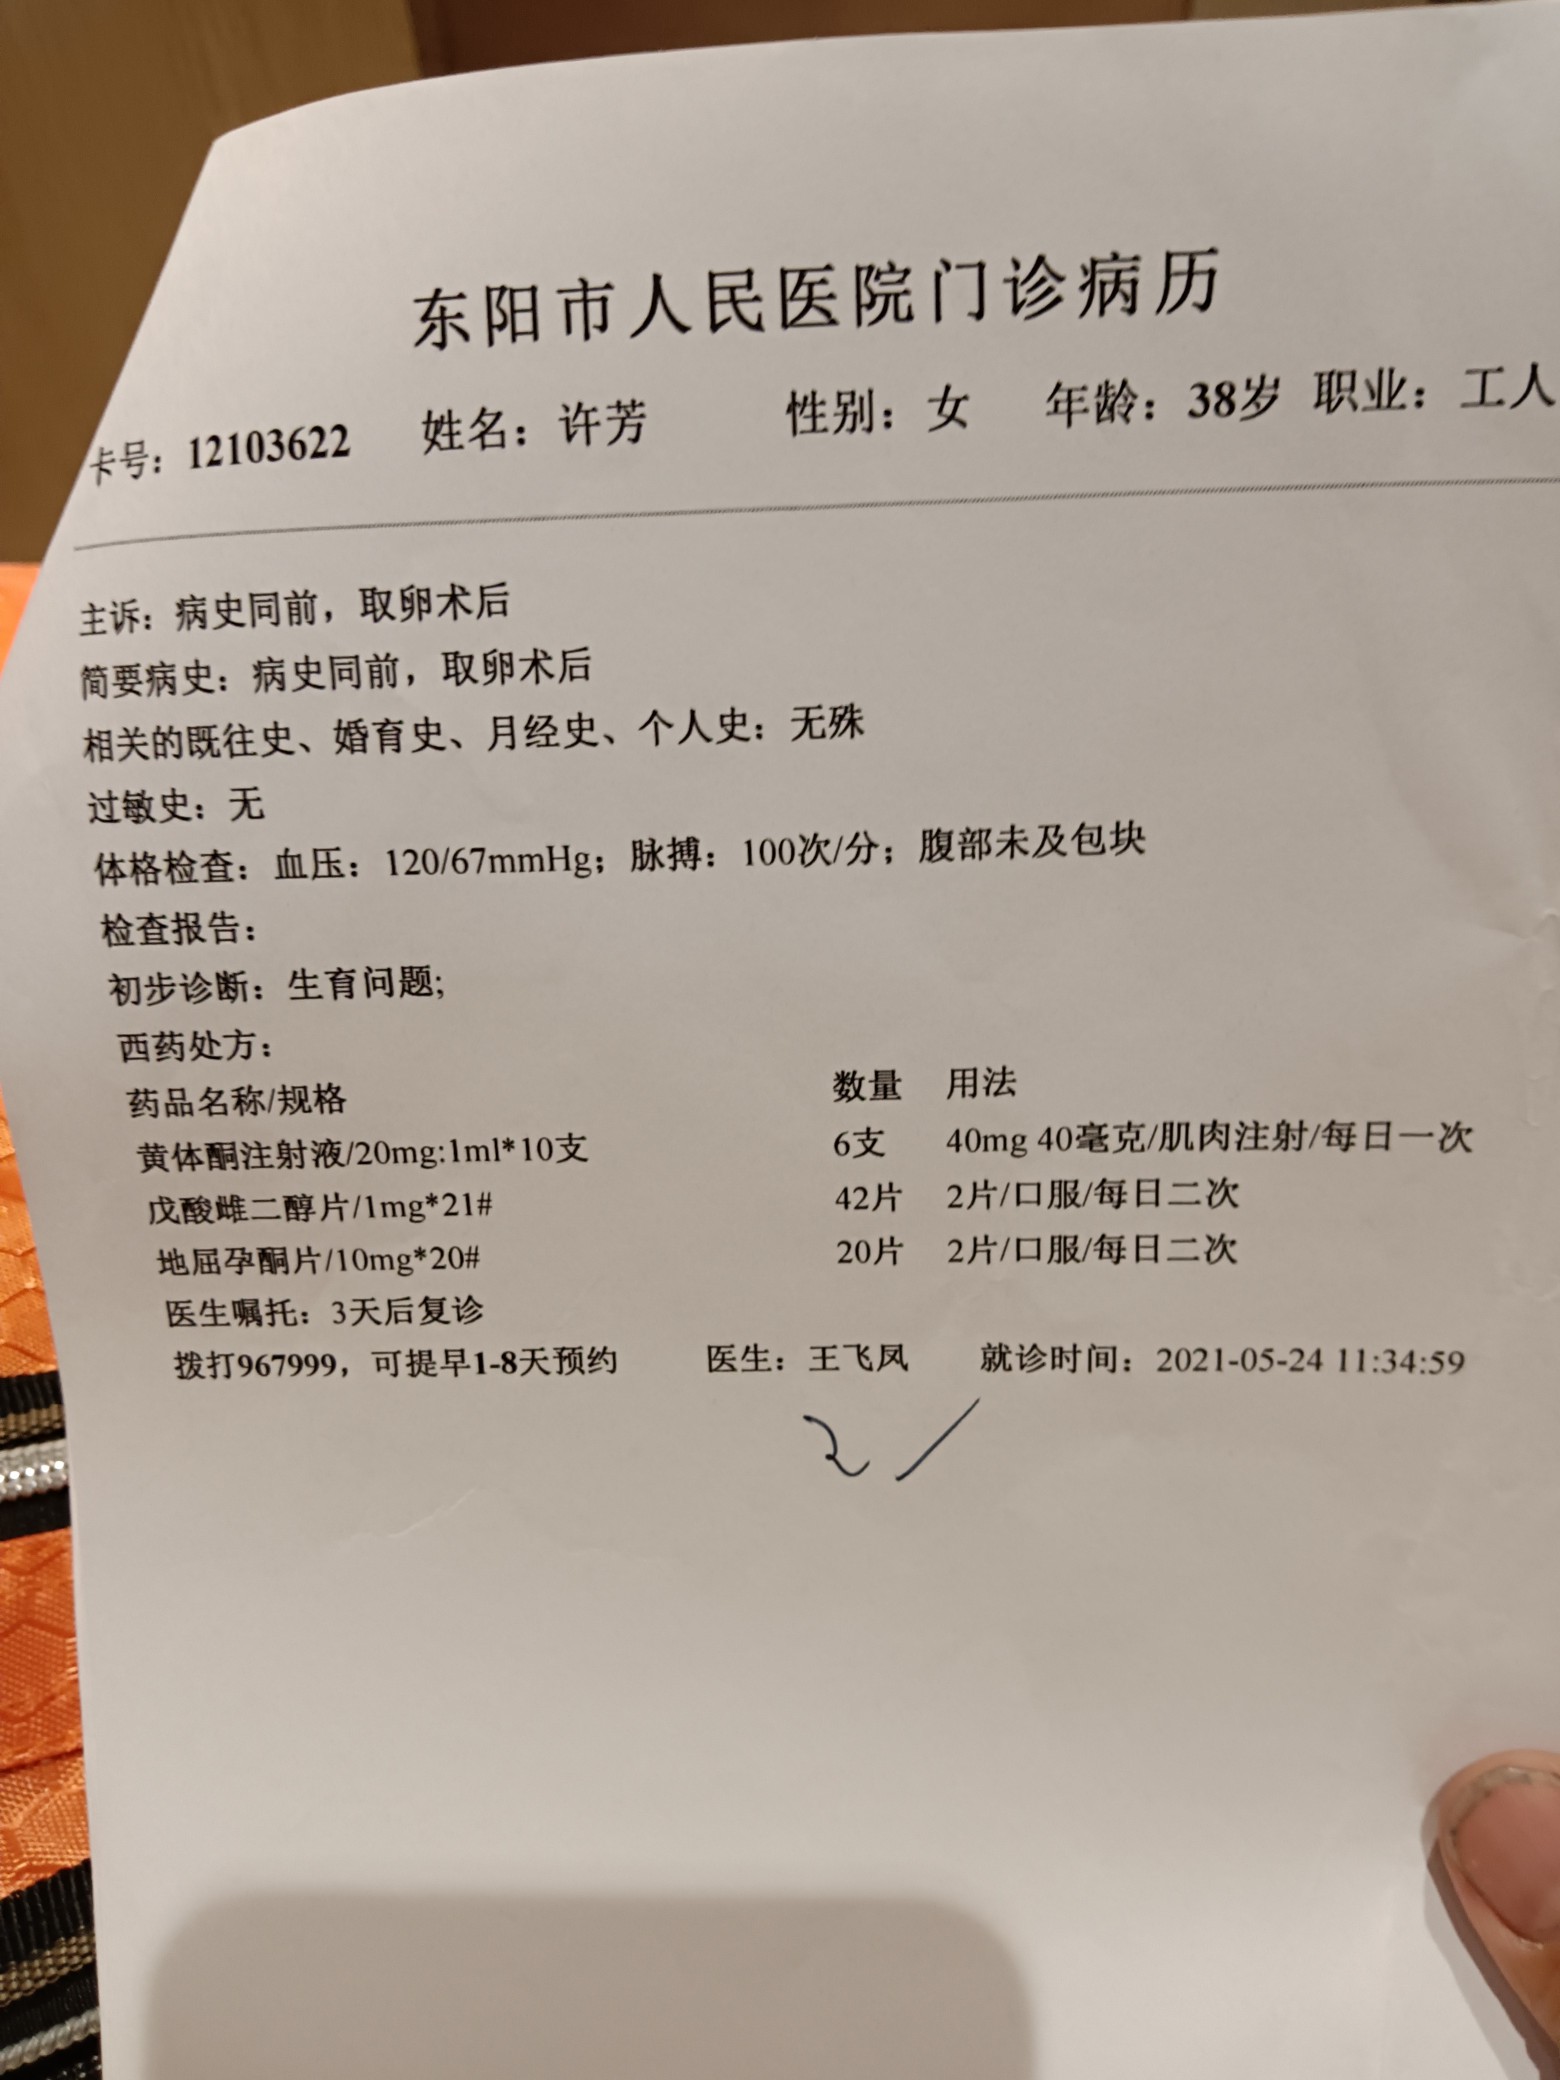 东阳市人民医院门诊病历
卡号：12103622 姓名：许芳 性别：女 年龄：38岁 职业：工人
主诉：病史同前，取卵术后
简要病史：病史同前，取卵术后
相关的既往史、婚育史、月经史、个人史：无殊
过敏史：无
体格检查：血压：120/67mmHg；脉搏：100次/分；腹部未及包块
检查报告：
初步诊断：生育问题;
西药处方：
药品名称/规格 数量 用法
黄体酮注射液/20mg:1ml*10支 6支 40mg 40毫克/肌肉注射/每日一次
戊酸雌二醇片/1mg*21# 42片 2片/口服/每日二次
地屈孕酮片/10mg*20# 20片 2片/口服/每日二次
医生嘱托：3天后复诊
拨打967999，可提早1-8天预约 医生：王飞凤 就诊时间：2021-05-24 11:34:59